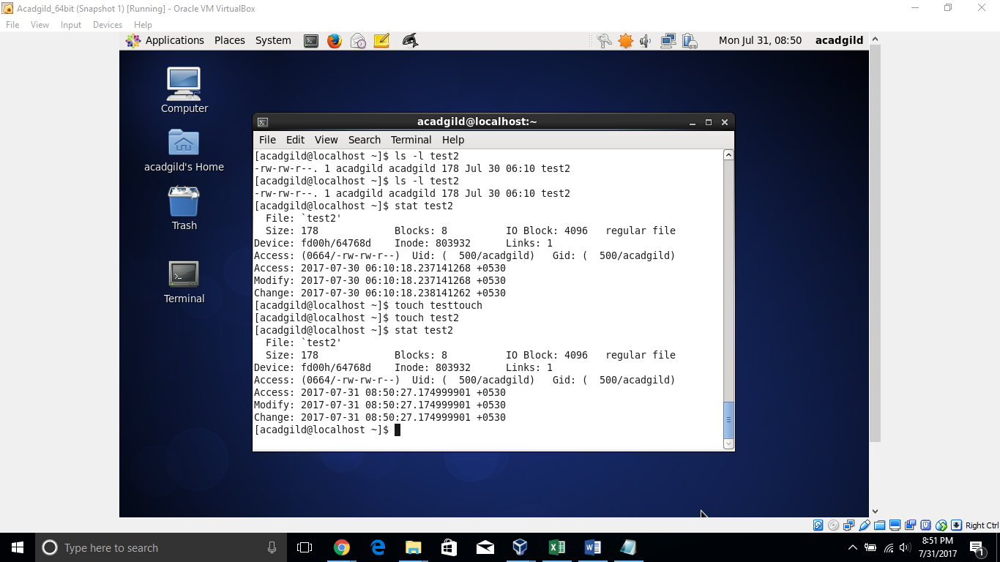 Acadgild_64bit (Snapshot 1) [Running] - Oracle VM VirtualBox
File View Input Devices Help
Applications Places System Mon Jul 31, 08:50 acadgild
Computer
acadgild's Home
Trash
Terminal
acadgild@localhost:~
File Edit View Search Terminal Help
[acadgild@localhost ~]$ ls -l test2
-rw-rw-r--. 1 acadgild acadgild 178 Jul 30 06:10 test2
[acadgild@localhost ~]$ ls -l test2
-rw-rw-r--. 1 acadgild acadgild 178 Jul 30 06:10 test2
[acadgild@localhost ~]$ stat test2
  File: `test2'
  Size: 178             Blocks: 8          IO Block: 4096   regular file
Device: fd00h/64768d    Inode: 803932      Links: 1
Access: (0664/-rw-rw-r--)  Uid: (  500/acadgild)   Gid: (  500/acadgild)
Access: 2017-07-30 06:10:18.237141268 +0530
Modify: 2017-07-30 06:10:18.237141268 +0530
Change: 2017-07-30 06:10:18.238141262 +0530
[acadgild@localhost ~]$ touch testtouch
[acadgild@localhost ~]$ touch test2
[acadgild@localhost ~]$ stat test2
  File: `test2'
  Size: 178             Blocks: 8          IO Block: 4096   regular file
Device: fd00h/64768d    Inode: 803932      Links: 1
Access: (0664/-rw-rw-r--)  Uid: (  500/acadgild)   Gid: (  500/acadgild)
Access: 2017-07-31 08:50:27.174999901 +0530
Modify: 2017-07-31 08:50:27.174999901 +0530
Change: 2017-07-31 08:50:27.174999901 +0530
[acadgild@localhost ~]$
Right Ctrl
Type here to search
8:51 PM
7/31/2017
1